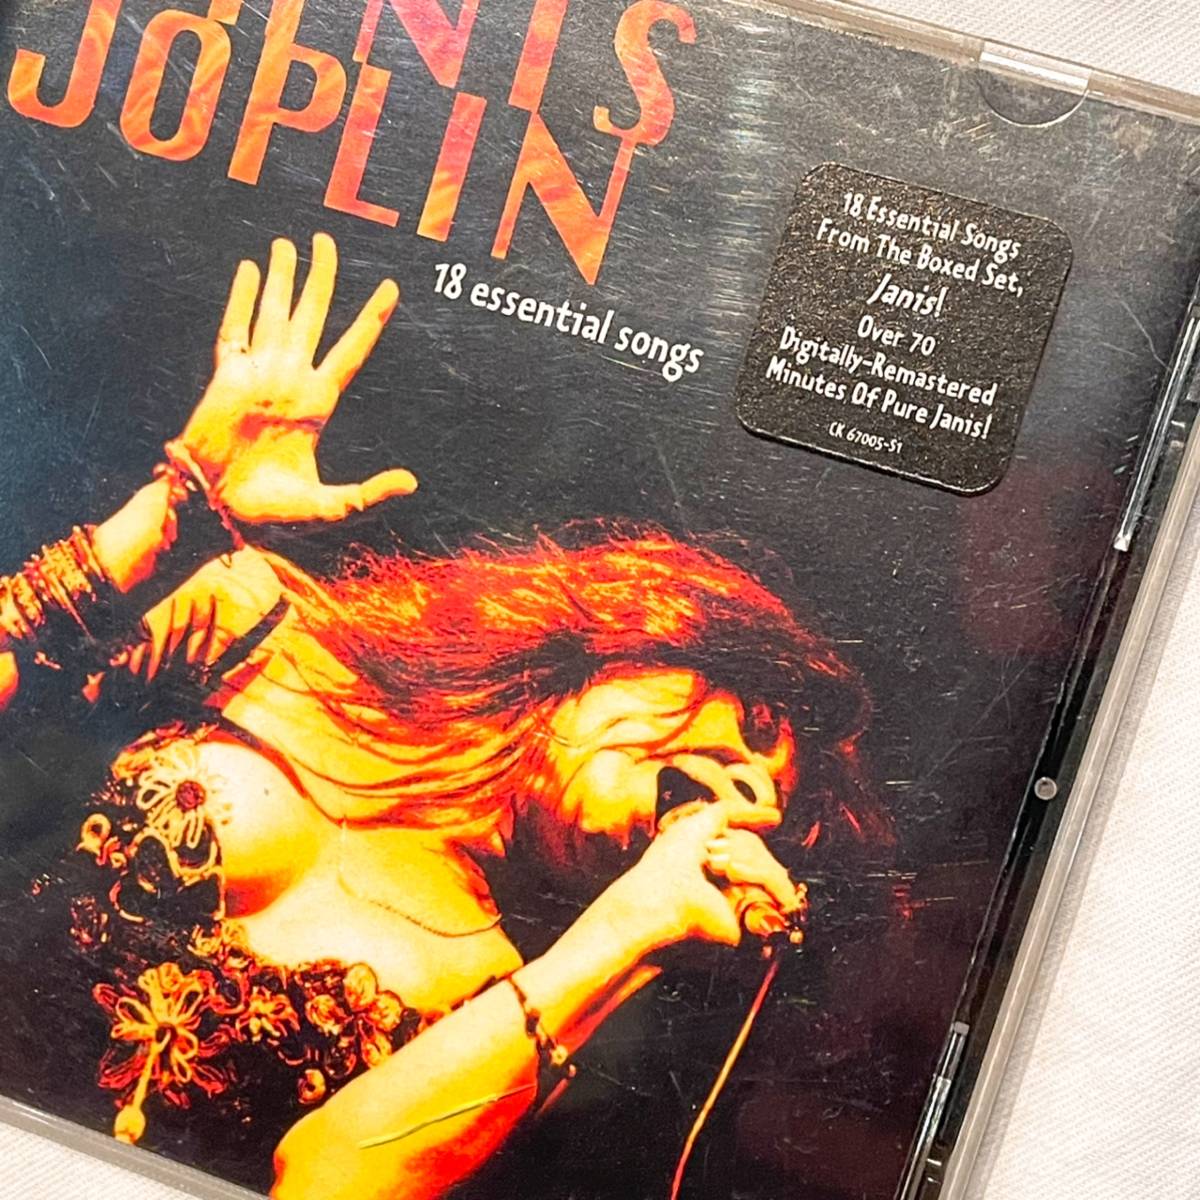 JANIS
JOPLIN
18 essential songs
18 Essential Songs
From The Boxed Set,
Janis!
Over 70
Digitally-Remastered
Minutes Of Pure Janis!
CK 67005-S1